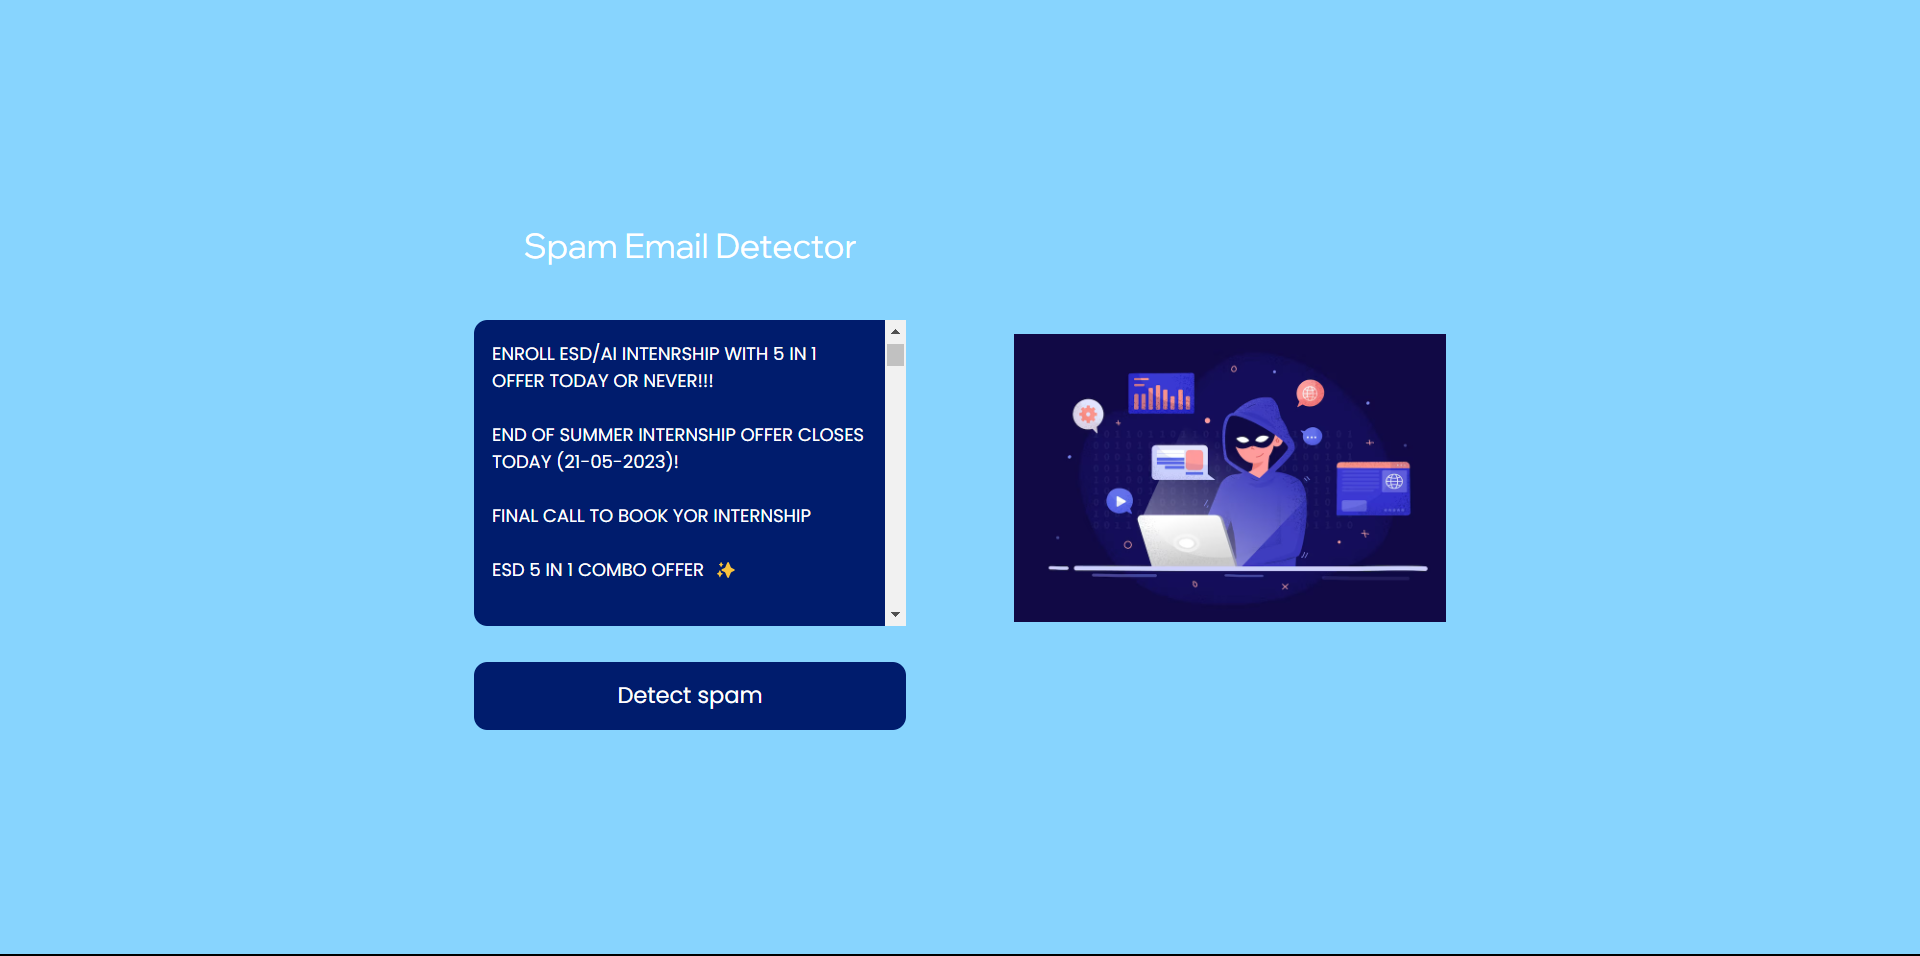 Spam Email Detector
ENROLL ESD/AI INTENRSHIP WITH 5 IN 1
OFFER TODAY OR NEVER!!!
END OF SUMMER INTERNSHIP OFFER CLOSES
TODAY (21-05-2023)!
FINAL CALL TO BOOK YOR INTERNSHIP
ESD 5 IN 1 COMBO OFFER ✨
Detect spam